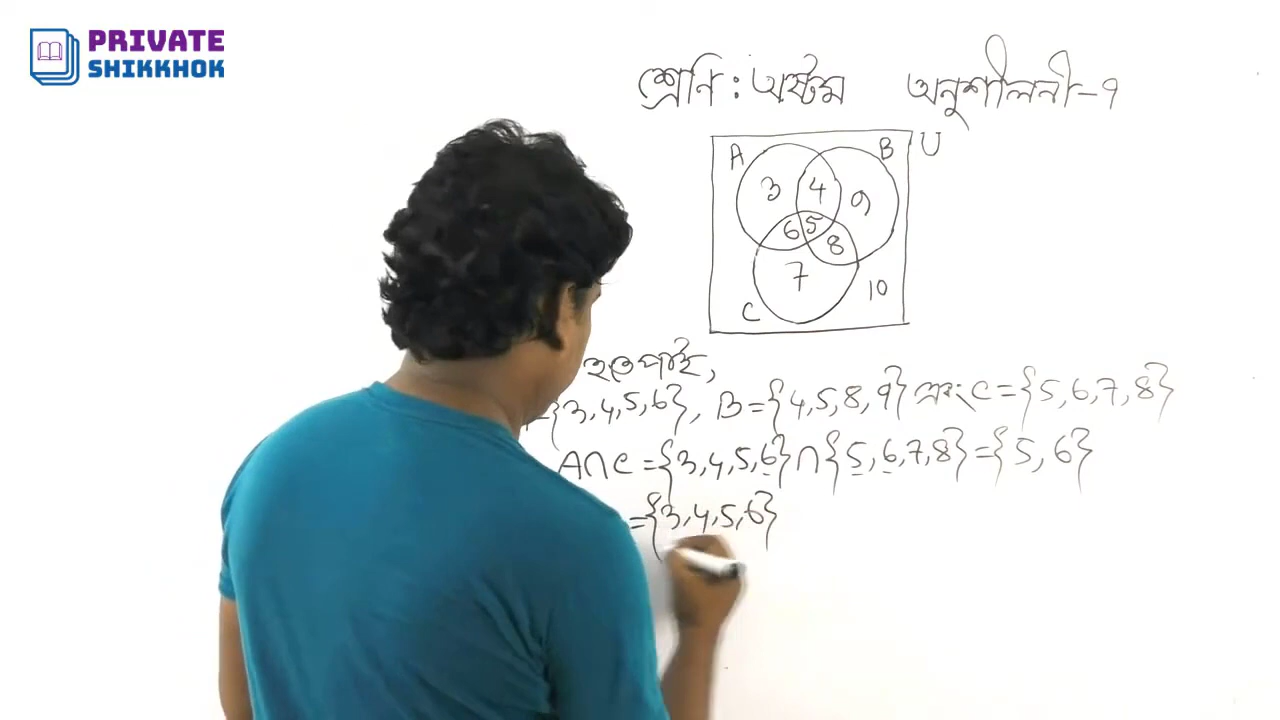 PRIVATE
SHIKKHOK
শ্রেণি : অষ্টম অনুশীলনী-৭
U
A B
3 4 9
6 5
8
7
C 10
হতে পাই,
={3,4,5,6}, B={4,5,8,9} এবং C={5,6,7,8}
A∩C={3,4,5,6}∩{5,6,7,8}={5,6}
={3,4,5,6}